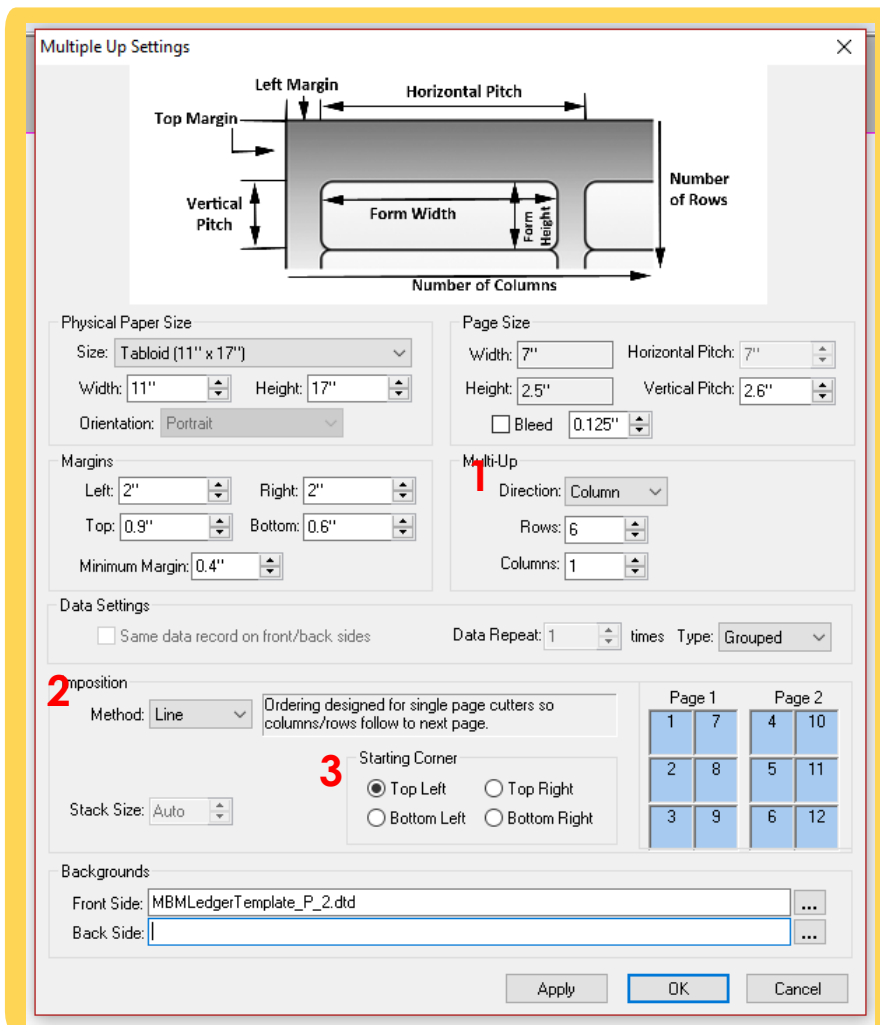 Multiple Up Settings
Left Margin
Horizontal Pitch
Top Margin
Number
of Rows
Vertical
Pitch
Form Width
Form
Height
Number of Columns
Physical Paper Size
Size: Tabloid (11" x 17")
Width: 11" Height: 17"
Orientation: Portrait
Page Size
Width: 7" Horizontal Pitch: 7"
Height: 2.5" Vertical Pitch: 2.6"
Bleed 0.125"
Margins
Left: 2" Right: 2"
Top: 0.9" Bottom: 0.6"
Minimum Margin: 0.4"
1
Multi-Up
Direction: Column
Rows: 6
Columns: 1
Data Settings
Same data record on front/back sides Data Repeat: 1 times Type: Grouped
2
mposition
Method: Line
Ordering designed for single page cutters so
columns/rows follow to next page.
3
Starting Corner
Top Left Top Right
Bottom Left Bottom Right
Stack Size: Auto
Page 1 Page 2
1 7 4 10
2 8 5 11
3 9 6 12
Backgrounds
Front Side: MBMLedgerTemplate_P_2.dtd ...
Back Side: ...
Apply OK Cancel